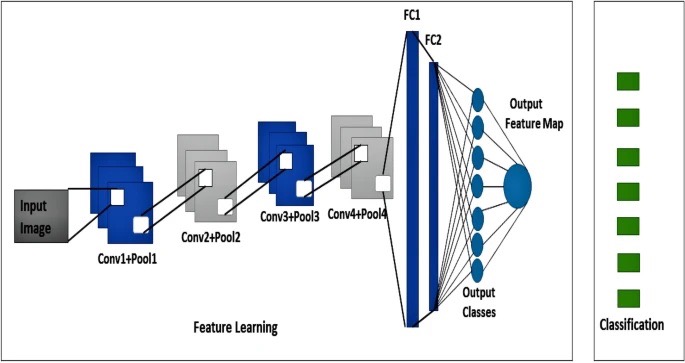 FC1
FC2
Output
Feature Map
Input
Image
Conv1+Pool1
Conv2+Pool2
Conv3+Pool3
Conv4+Pool4
Output
Classes
Feature Learning
Classification